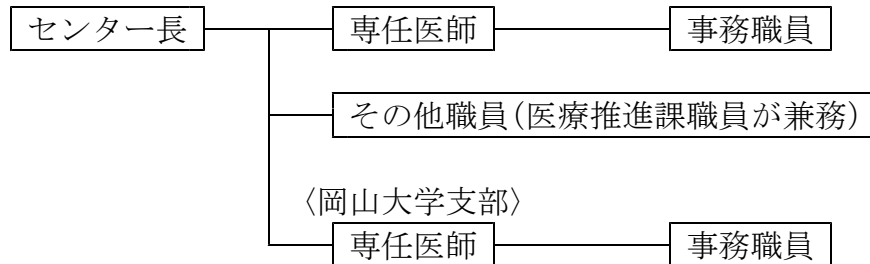 センター長 専任医師 事務職員
その他職員(医療推進課職員が兼務)
〈岡山大学支部〉
専任医師 事務職員